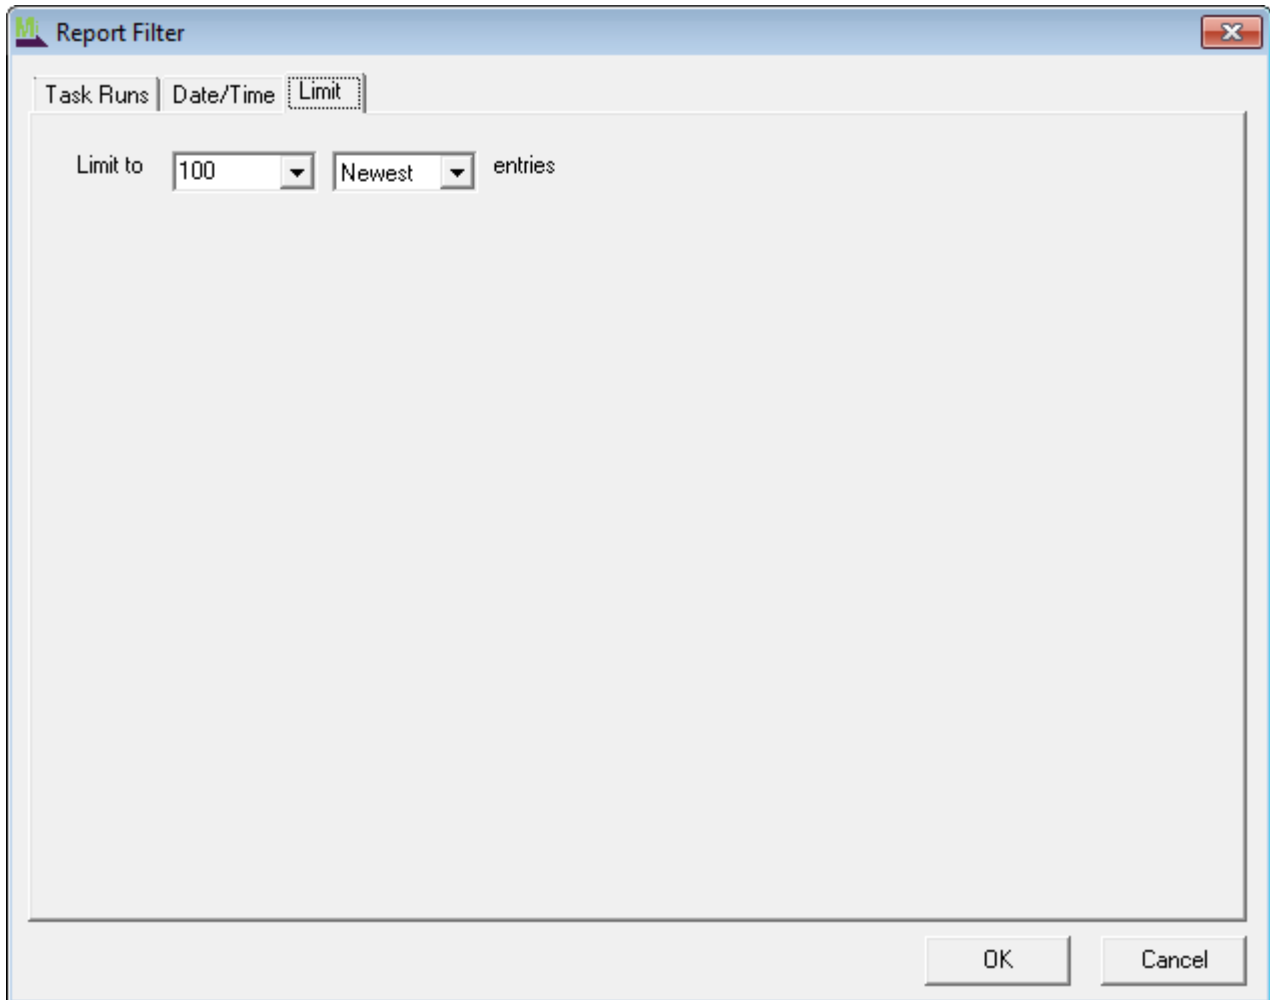 Report Filter
Task Runs Date/Time Limit
Limit to 100 Newest entries
OK Cancel